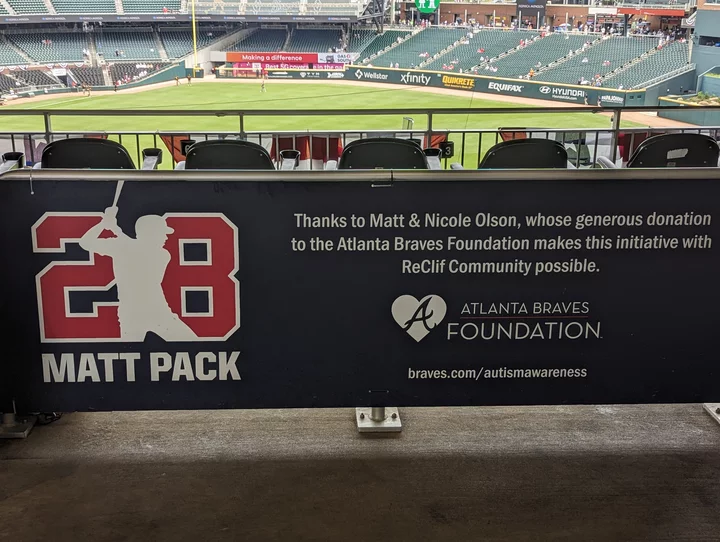 Making a difference
Wellstar
xfinity
QUIKRETE
EQUIFAX
HYUNDAI
3
28
MATT PACK
Thanks to Matt & Nicole Olson, whose generous donation
to the Atlanta Braves Foundation makes this initiative with
ReClif Community possible.
A
ATLANTA BRAVES
FOUNDATION
braves.com/autismawareness